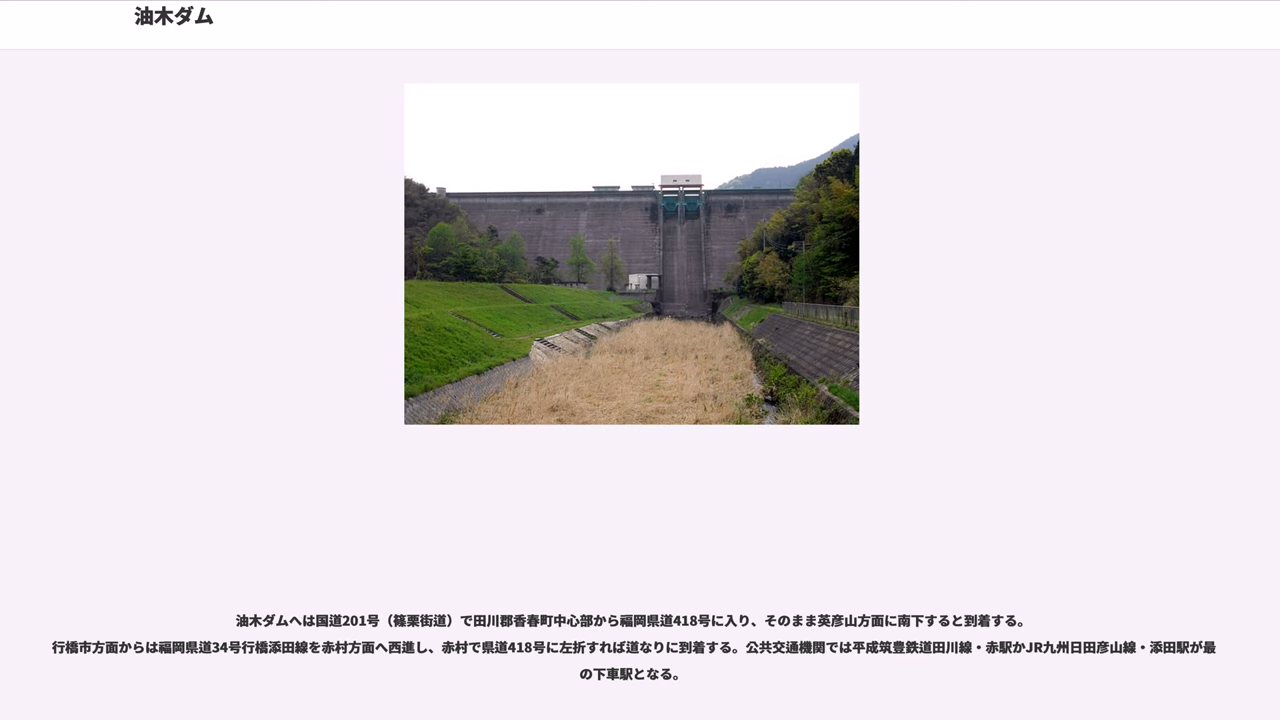 油木ダム
油木ダムへは国道201号（篠栗街道）で田川郡香春町中心部から福岡県道418号に入り、そのまま英彦山方面に南下すると到着する。
行橋市方面からは福岡県道34号行橋添田線を赤村方面へ西進し、赤村で県道418号に左折すれば道なりに到着する。公共交通機関では平成筑豊鉄道田川線・赤駅かJR九州日田彦山線・添田駅が最
の下車駅となる。